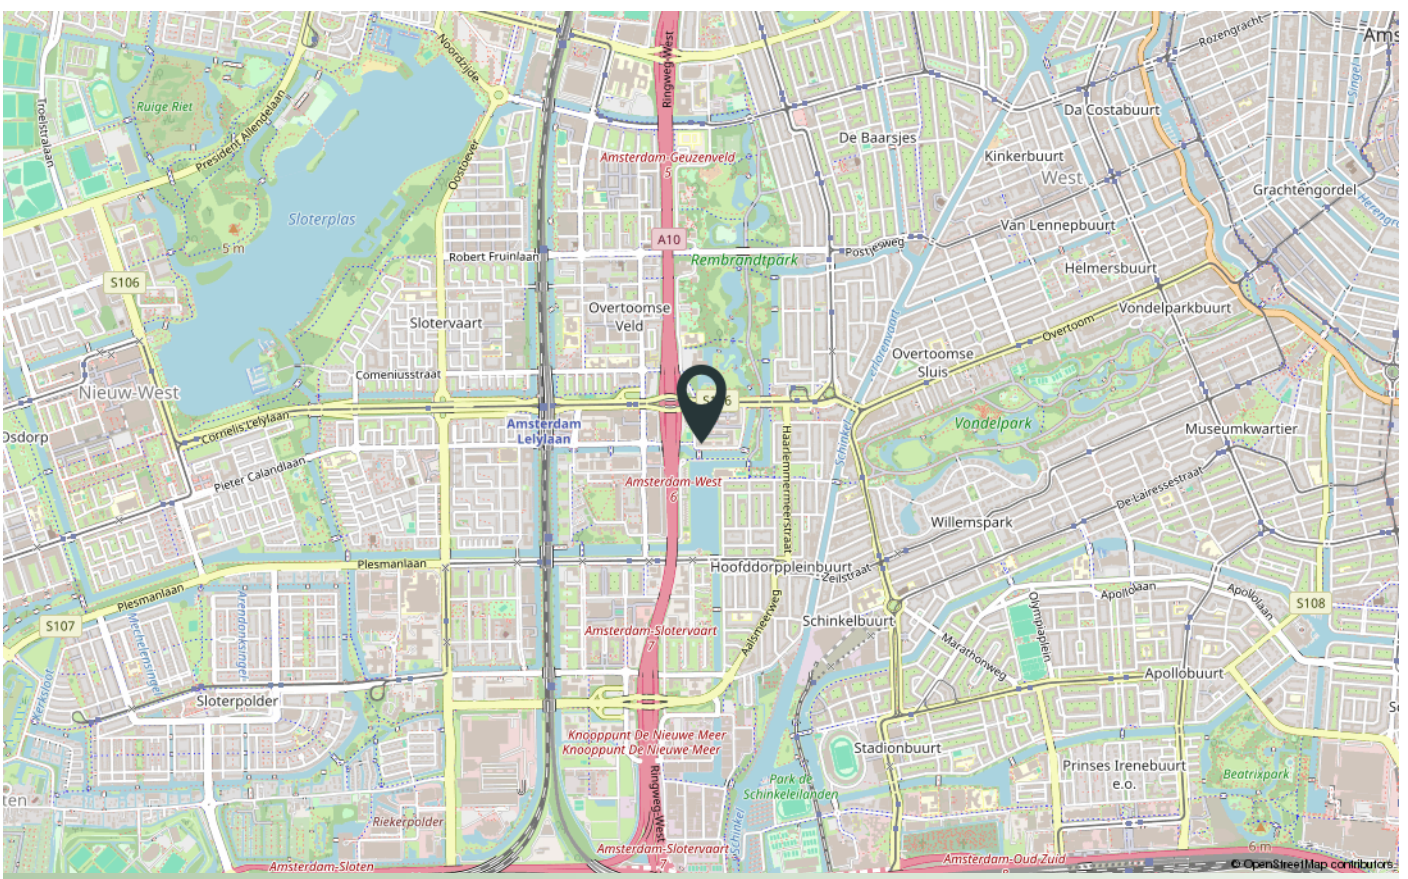 Rozengracht
Ams
Singel
Noordzijde
Ringweg-West
Troelstralaan
Ruige Riet
President Allendelaan
Da Costabuurt
De Baarsjes
Kinkerbuurt
West
Grachtengordel
Oostoever
Amsterdam-Geuzenveld
5
Sloterplas
5 m
Van Lennepbuurt
A10
Postjesweg
Robert Fruinlaan
Rembrandtpark
Helmersbuurt
S106
Overtoomse
Veld
Vondelparkbuurt
Slotervaart
Overtoom
Overtoomse
Sluis
Comeniusstraat
Nieuw-West
Cornelis Lelylaan
Amsterdam
Lelylaan
Vondelpark
Museumkwartier
Osdorp
Schinkel
Haarlemmermeerstraat
Pieter Calandlaan
Amsterdam-West
6
De Lairessestraat
Willemspark
Plesmanlaan
Hoofddorppleinbuurt
Zeilstraat
Plesmanlaan
Apollolaan
Apollolaan
S108
S107
Mechelensingel
Arendonksingel
Aalsmeerweg
Schinkelbuurt
Olympiaplein
Amsterdam-Slotervaart
7
Marathonweg
Apollobuurt
Sloterpolder
Knooppunt De Nieuwe Meer
Knooppunt De Nieuwe Meer
Stadionbuurt
Prinses Irenebuurt
e.o.
Beatrixpark
Park de
Schinkeleilanden
Ringweg-West
Schinkel
Riekerpolder
Amsterdam-Slotervaart
7
Amsterdam-Sloten
Amsterdam-Oud Zuid
6 m
© OpenStreetMap contributors